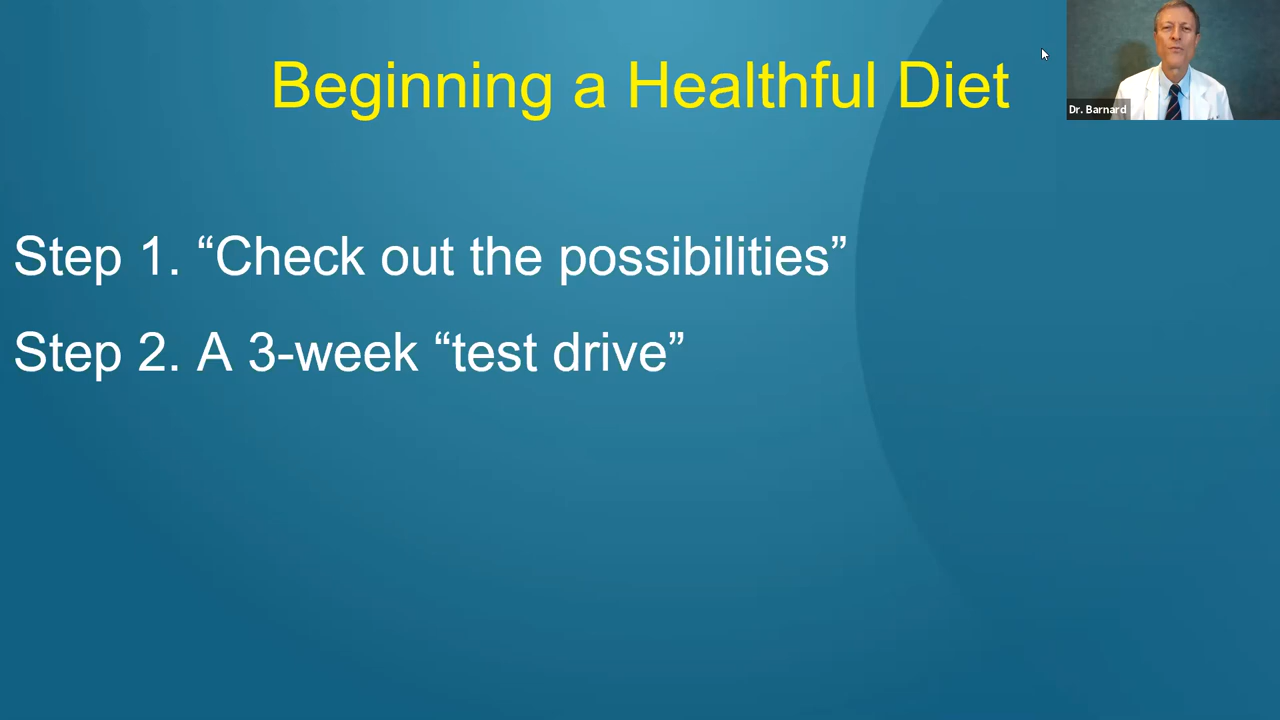 Beginning a Healthful Diet
Dr. Barnard
Step 1. “Check out the possibilities”
Step 2. A 3-week “test drive”